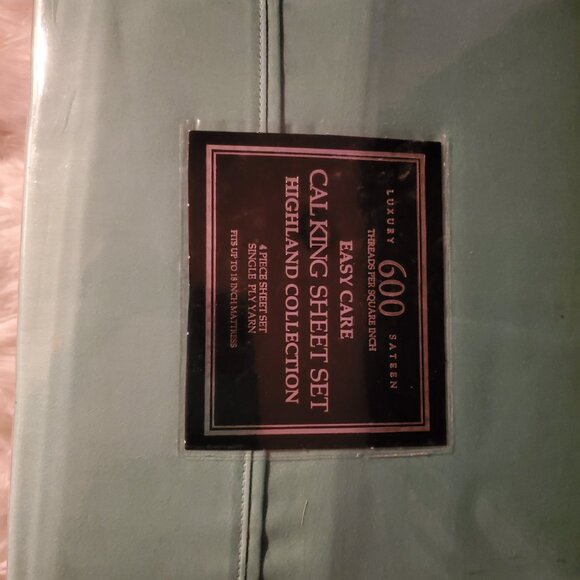 LUXURY 600 SATEEN
THREADS PER SQUARE INCH
EASY CARE
CAL KING SHEET SET
HIGHLAND COLLECTION
4 PIECE SHEET SET
SINGLE PLY YARN
FITS UP TO 18 INCH MATTRESS